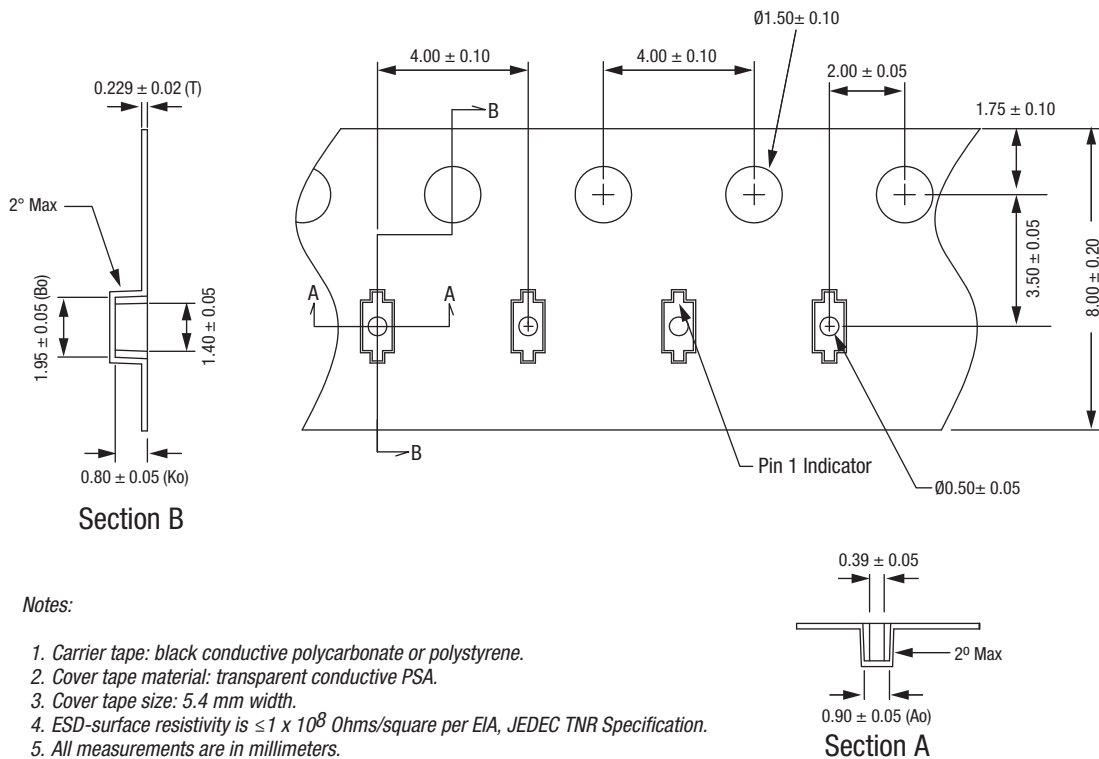 Ø1.50± 0.10
4.00 ± 0.10
4.00 ± 0.10
2.00 ± 0.05
0.229 ± 0.02 (T)
1.75 ± 0.10
B
2° Max
A
A
1.95 ± 0.05 (Bo)
1.40 ± 0.05
3.50 ± 0.05
8.00 ± 0.20
B
Pin 1 Indicator
0.80 ± 0.05 (Ko)
Ø0.50± 0.05
Section B
0.39 ± 0.05
Notes:
1. Carrier tape: black conductive polycarbonate or polystyrene.
2. Cover tape material: transparent conductive PSA.
3. Cover tape size: 5.4 mm width.
4. ESD-surface resistivity is ≤1 x 10⁸ Ohms/square per EIA, JEDEC TNR Specification.
5. All measurements are in millimeters.
2º Max
0.90 ± 0.05 (Ao)
Section A